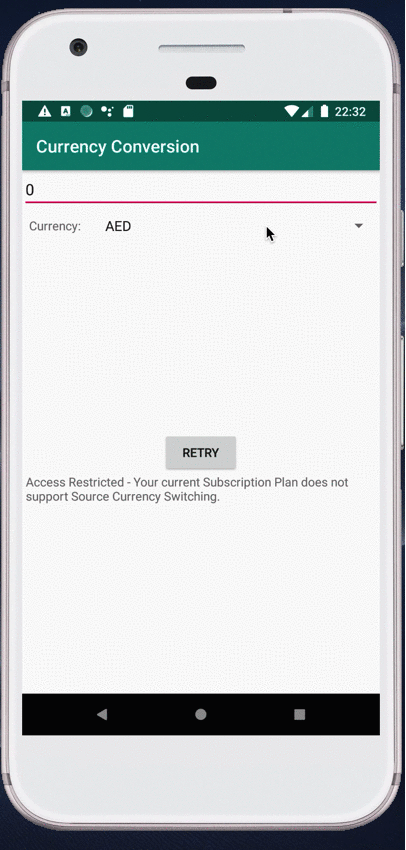 22:32
Currency Conversion
0
Currency: AED
RETRY
Access Restricted - Your current Subscription Plan does not
support Source Currency Switching.